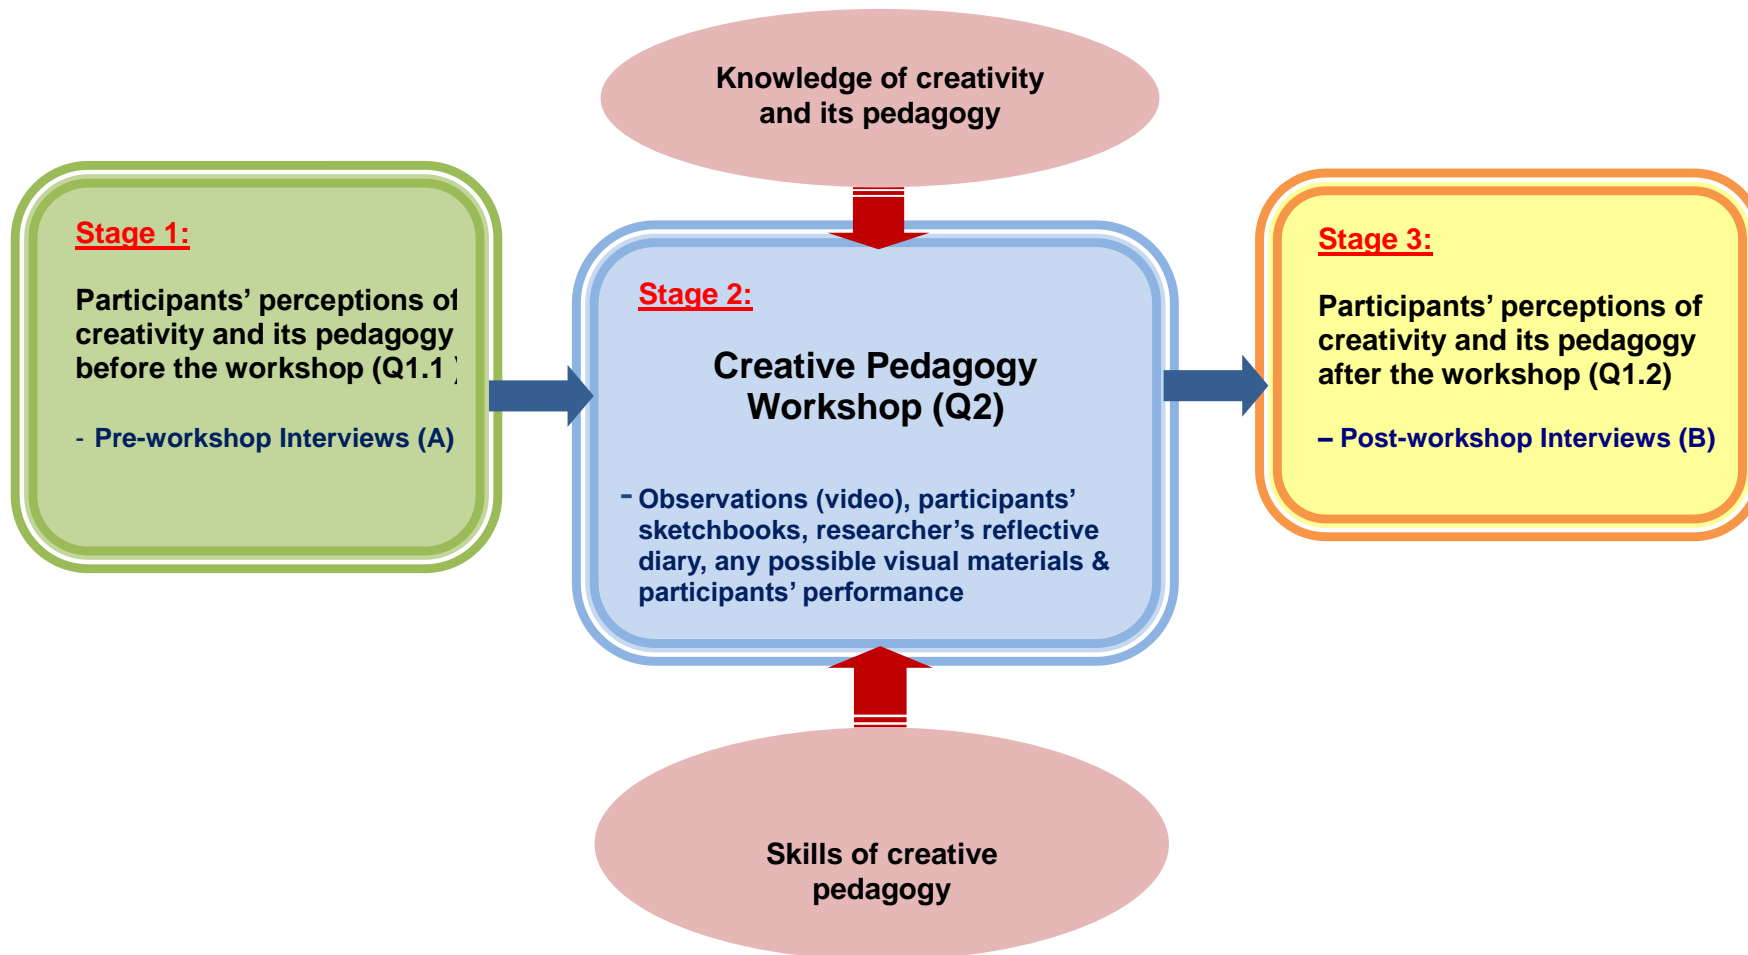 Knowledge of creativity
and its pedagogy
Stage 1:
Participants’ perceptions of
creativity and its pedagogy
before the workshop (Q1.1 )
- Pre-workshop Interviews (A)
Stage 2:
Creative Pedagogy
Workshop (Q2)
- Observations (video), participants’
sketchbooks, researcher’s reflective
diary, any possible visual materials &
participants’ performance
Stage 3:
Participants’ perceptions of
creativity and its pedagogy
after the workshop (Q1.2)
– Post-workshop Interviews (B)
Skills of creative
pedagogy